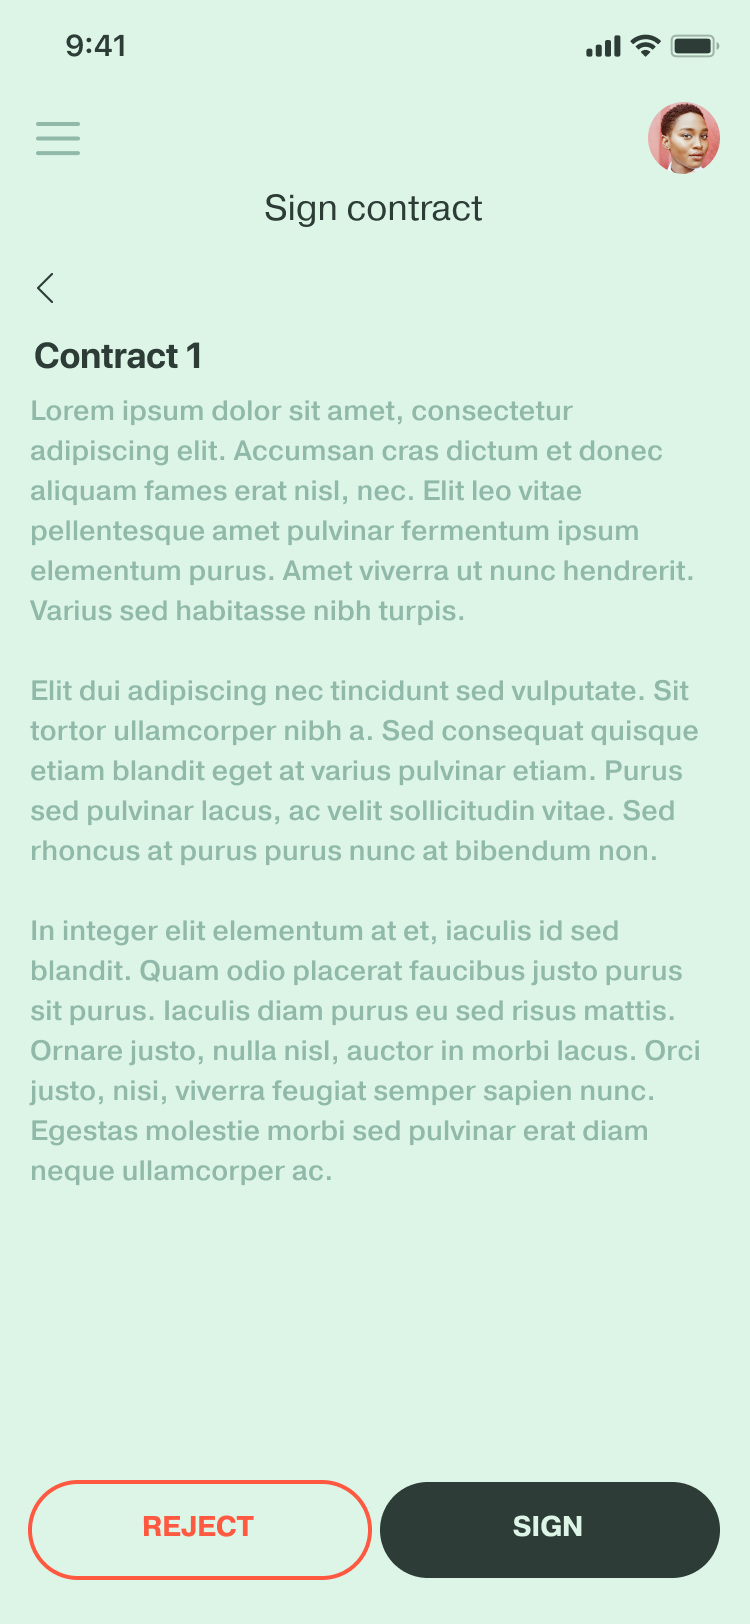 9:41
Sign contract
Contract 1
Lorem ipsum dolor sit amet, consectetur
adipiscing elit. Accumsan cras dictum et donec
aliquam fames erat nisl, nec. Elit leo vitae
pellentesque amet pulvinar fermentum ipsum
elementum purus. Amet viverra ut nunc hendrerit.
Varius sed habitasse nibh turpis.
Elit dui adipiscing nec tincidunt sed vulputate. Sit
tortor ullamcorper nibh a. Sed consequat quisque
etiam blandit eget at varius pulvinar etiam. Purus
sed pulvinar lacus, ac velit sollicitudin vitae. Sed
rhoncus at purus purus nunc at bibendum non.
In integer elit elementum at et, iaculis id sed
blandit. Quam odio placerat faucibus justo purus
sit purus. Iaculis diam purus eu sed risus mattis.
Ornare justo, nulla nisl, auctor in morbi lacus. Orci
justo, nisi, viverra feugiat semper sapien nunc.
Egestas molestie morbi sed pulvinar erat diam
neque ullamcorper ac.
REJECT
SIGN